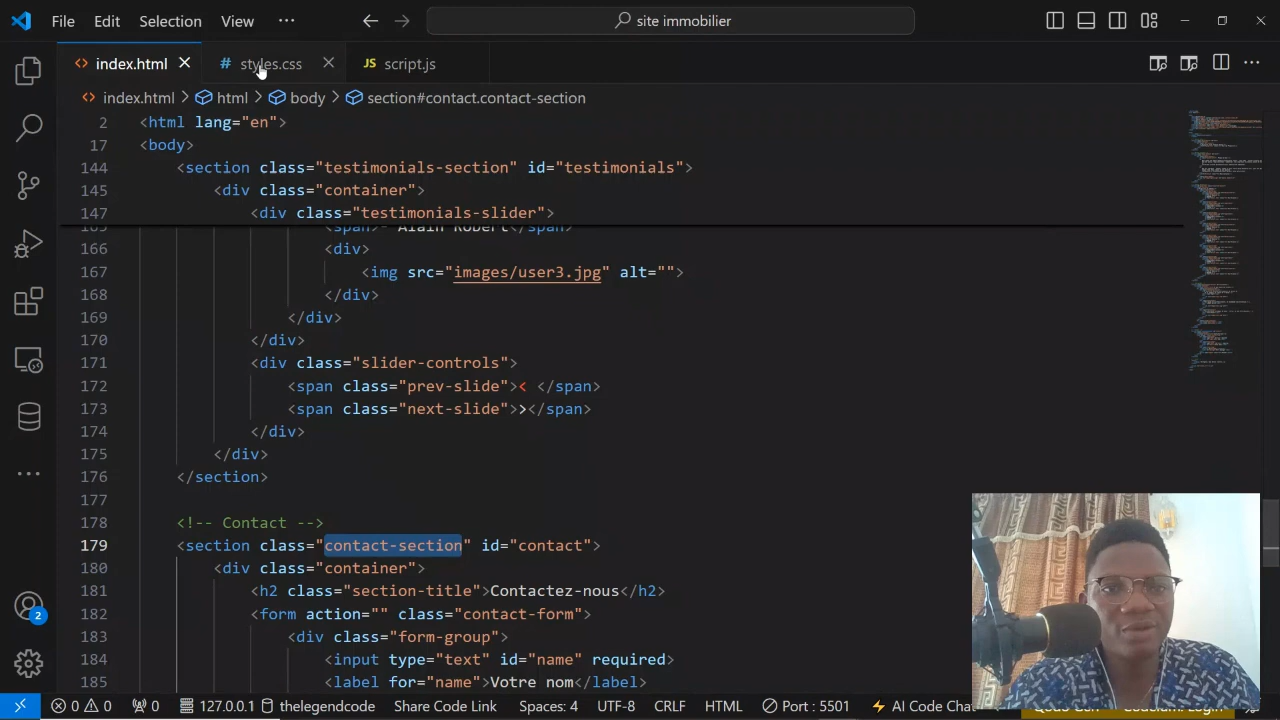 File Edit Selection View ··· site immobilier
index.html styles.css JS script.js
index.html > html > body > section#contact.contact-section
2 <html lang="en">
17 <body>
144 <section class="testimonials-section" id="testimonials">
145 <div class="container">
147 <div class="testimonials-slider">
165 <span>- Alain Robert</span>
166 <div>
167 <img src="images/user3.jpg" alt="">
168 </div>
169 </div>
170 </div>
171 <div class="slider-controls">
172 <span class="prev-slide">< </span>
173 <span class="next-slide">></span>
174 </div>
175 </div>
176 </section>
177
178 <!-- Contact -->
179 <section class="contact-section" id="contact">
180 <div class="container">
181 <h2 class="section-title">Contactez-nous</h2>
182 <form action="" class="contact-form">
183 <div class="form-group">
184 <input type="text" id="name" required>
185 <label for="name">Votre nom</label>
2
0 0 0 127.0.0.1 thelegendcode Share Code Link Spaces: 4 UTF-8 CRLF HTML Port : 5501 AI Code Chat